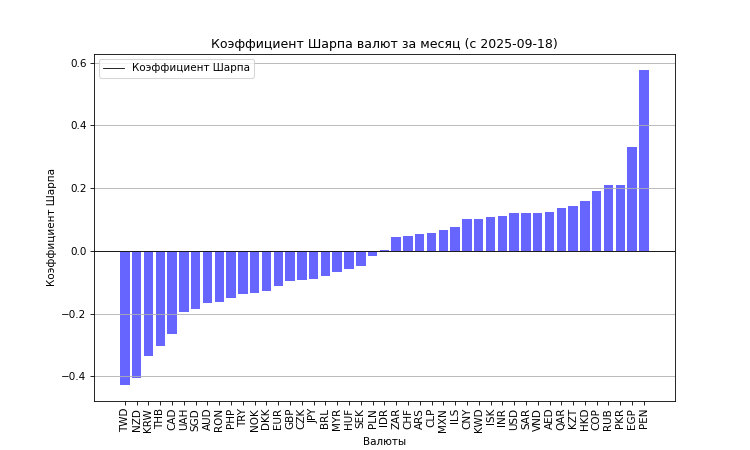 Коэффициент Шарпа валют за месяц (с 2025-09-18)
Коэффициент Шарпа
0.6
0.4
0.2
0.0
−0.2
−0.4
Коэффициент Шарпа
TWD
NZD
KRW
THB
CAD
UAH
SGD
AUD
RON
PHP
TRY
NOK
DKK
EUR
GBP
CZK
JPY
BRL
MYR
HUF
SEK
PLN
IDR
ZAR
CHF
ARS
CLP
MXN
ILS
CNY
KWD
ISK
INR
USD
SAR
VND
AED
QAR
KZT
HKD
COP
RUB
PKR
EGP
PEN
Валюты